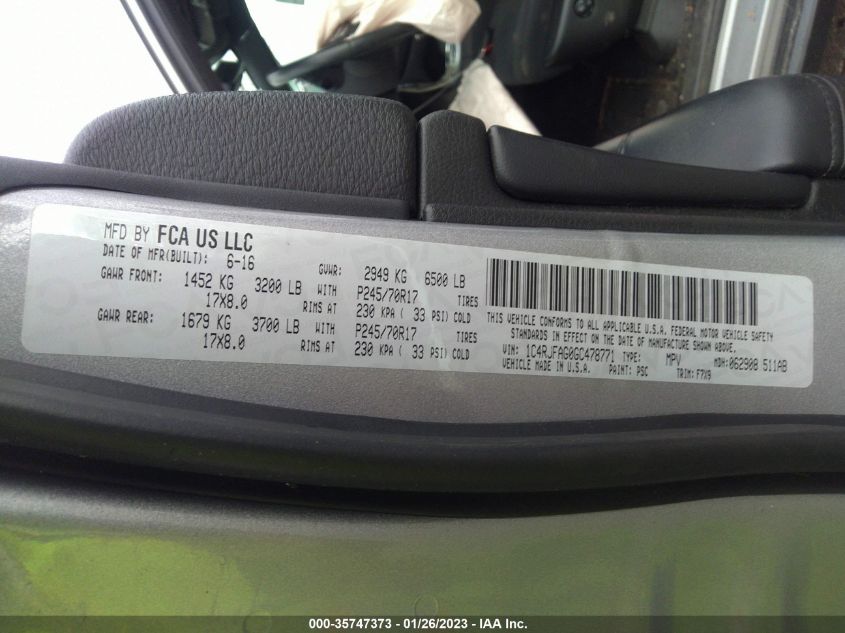 MFD BY FCA US LLC
DATE OF MFR(BUILT): 6-16 GVWR: 2949 KG 6500 LB
GAWR FRONT: 1452 KG 3200 LB WITH P245/70R17 TIRES
17X8.0 RIMS AT 230 KPA ( 33 PSI) COLD
GAWR REAR: 1679 KG 3700 LB WITH P245/70R17 TIRES
17X8.0 RIMS AT 230 KPA ( 33 PSI) COLD
THIS VEHICLE CONFORMS TO ALL APPLICABLE U.S.A. FEDERAL MOTOR VEHICLE SAFETY
STANDARDS IN EFFECT ON THE DATE OF MANUFACTURE SHOWN ABOVE.
VIN: 1C4RJFAG0GC478771 TYPE: MPV MDH:062908 511AB
VEHICLE MADE IN U.S.A. PAINT: PSC TRIM: F7X9
000-35747373 - 01/26/2023 - IAA Inc.